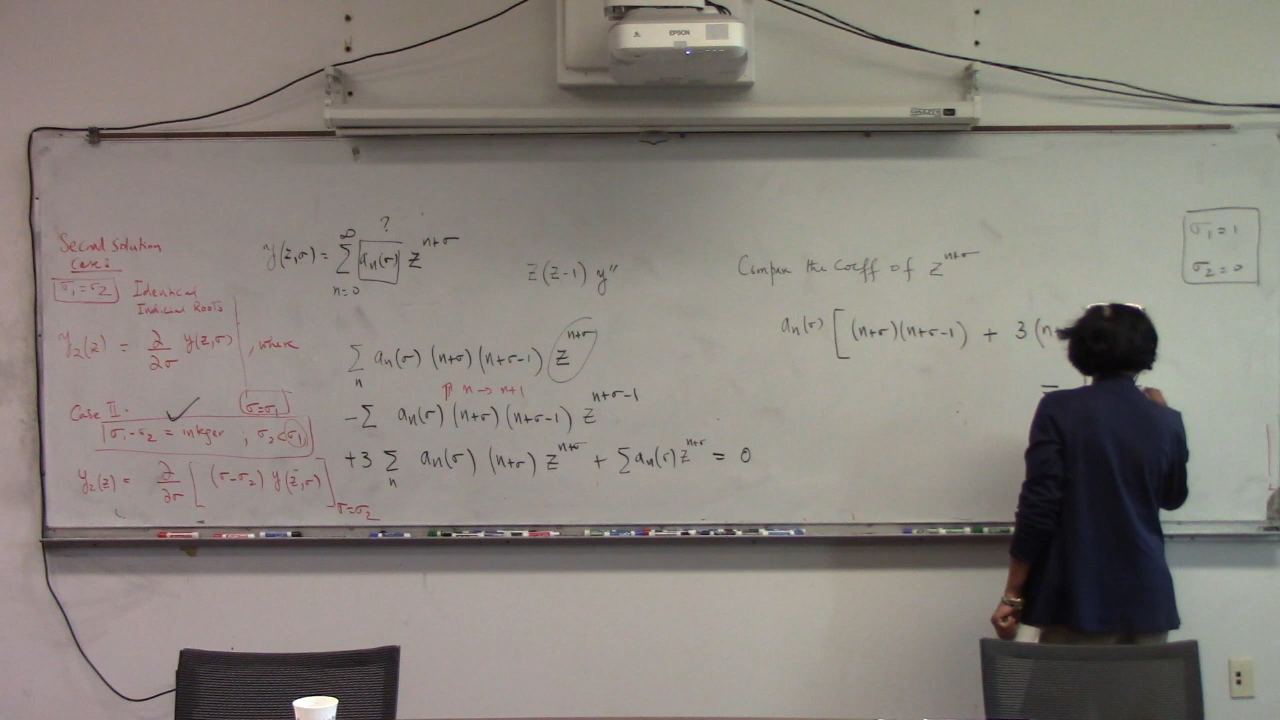 EPSON
Second Solution
Case I
σ₁ = σ₂ Identical
Indicial Roots
y₂(z) = ∂/∂σ y(z,σ) , where
Case II. ✓ σ=σ₁
σ₁-σ₂ = integer ; σ₂<σ₁
y₂(z) = ∂/∂σ [ (σ-σ₂) y(z,σ) ]σ=σ₂
?
y(z,σ) = ∑_{n=0}^{∞} aₙ(σ) z^{n+σ}
z(z-1) y''
∑_n aₙ(σ) (n+σ) (n+σ-1) z^{n+σ}
n → n+1
-∑ aₙ(σ) (n+σ) (n+σ-1) z^{n+σ-1}
+3 ∑_n aₙ(σ) (n+σ) z^{n+σ} + ∑aₙ(σ) z^{n+σ} = 0
the Coeff of z^{n+σ}
aₙ(σ) [ (n+σ)(n+σ-1) + 3(n+
=
σ₁ = 1
σ₂ = 0